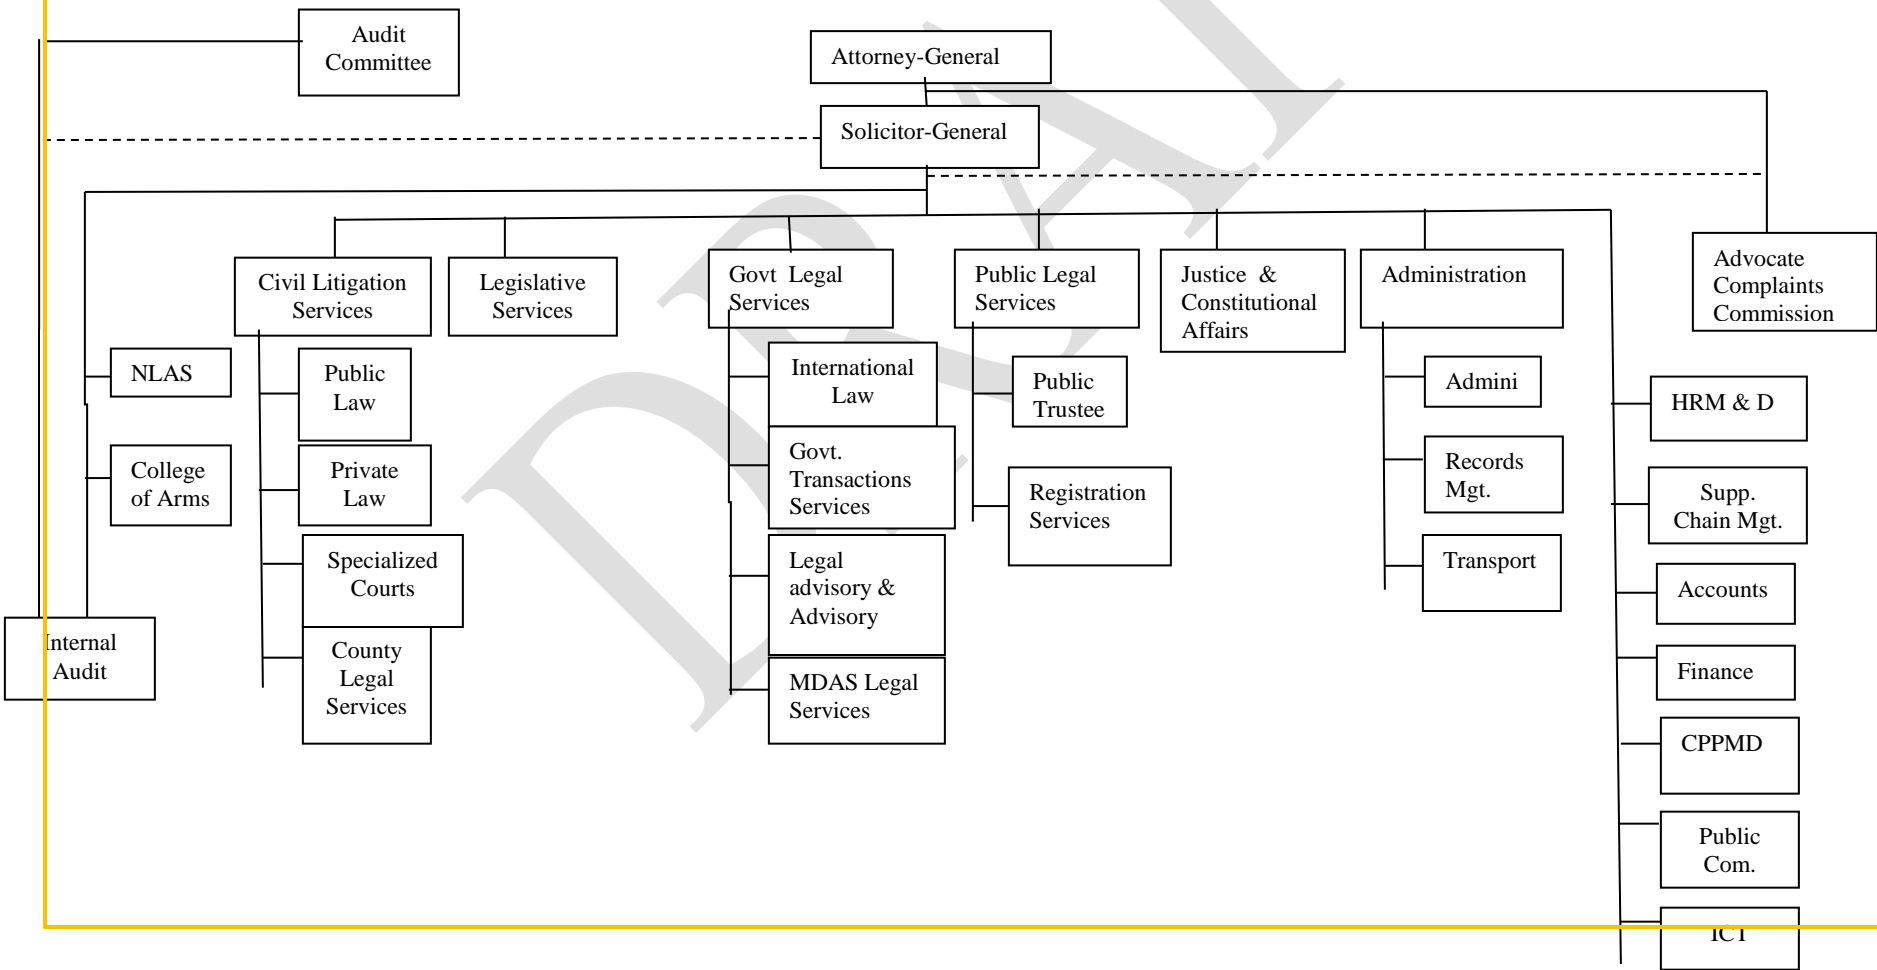 Audit
Committee
Attorney-General
Solicitor-General
Civil Litigation
Services
Legislative
Services
Govt Legal
Services
Public Legal
Services
Justice &
Constitutional
Affairs
Administration
Advocate
Complaints
Commission
NLAS
College
of Arms
Internal
Audit
Public
Law
Private
Law
Specialized
Courts
County
Legal
Services
International
Law
Govt.
Transactions
Services
Legal
advisory &
Advisory
MDAS Legal
Services
Public
Trustee
Registration
Services
Admini
Records
Mgt.
Transport
HRM & D
Supp.
Chain Mgt.
Accounts
Finance
CPPMD
Public
Com.
ICT